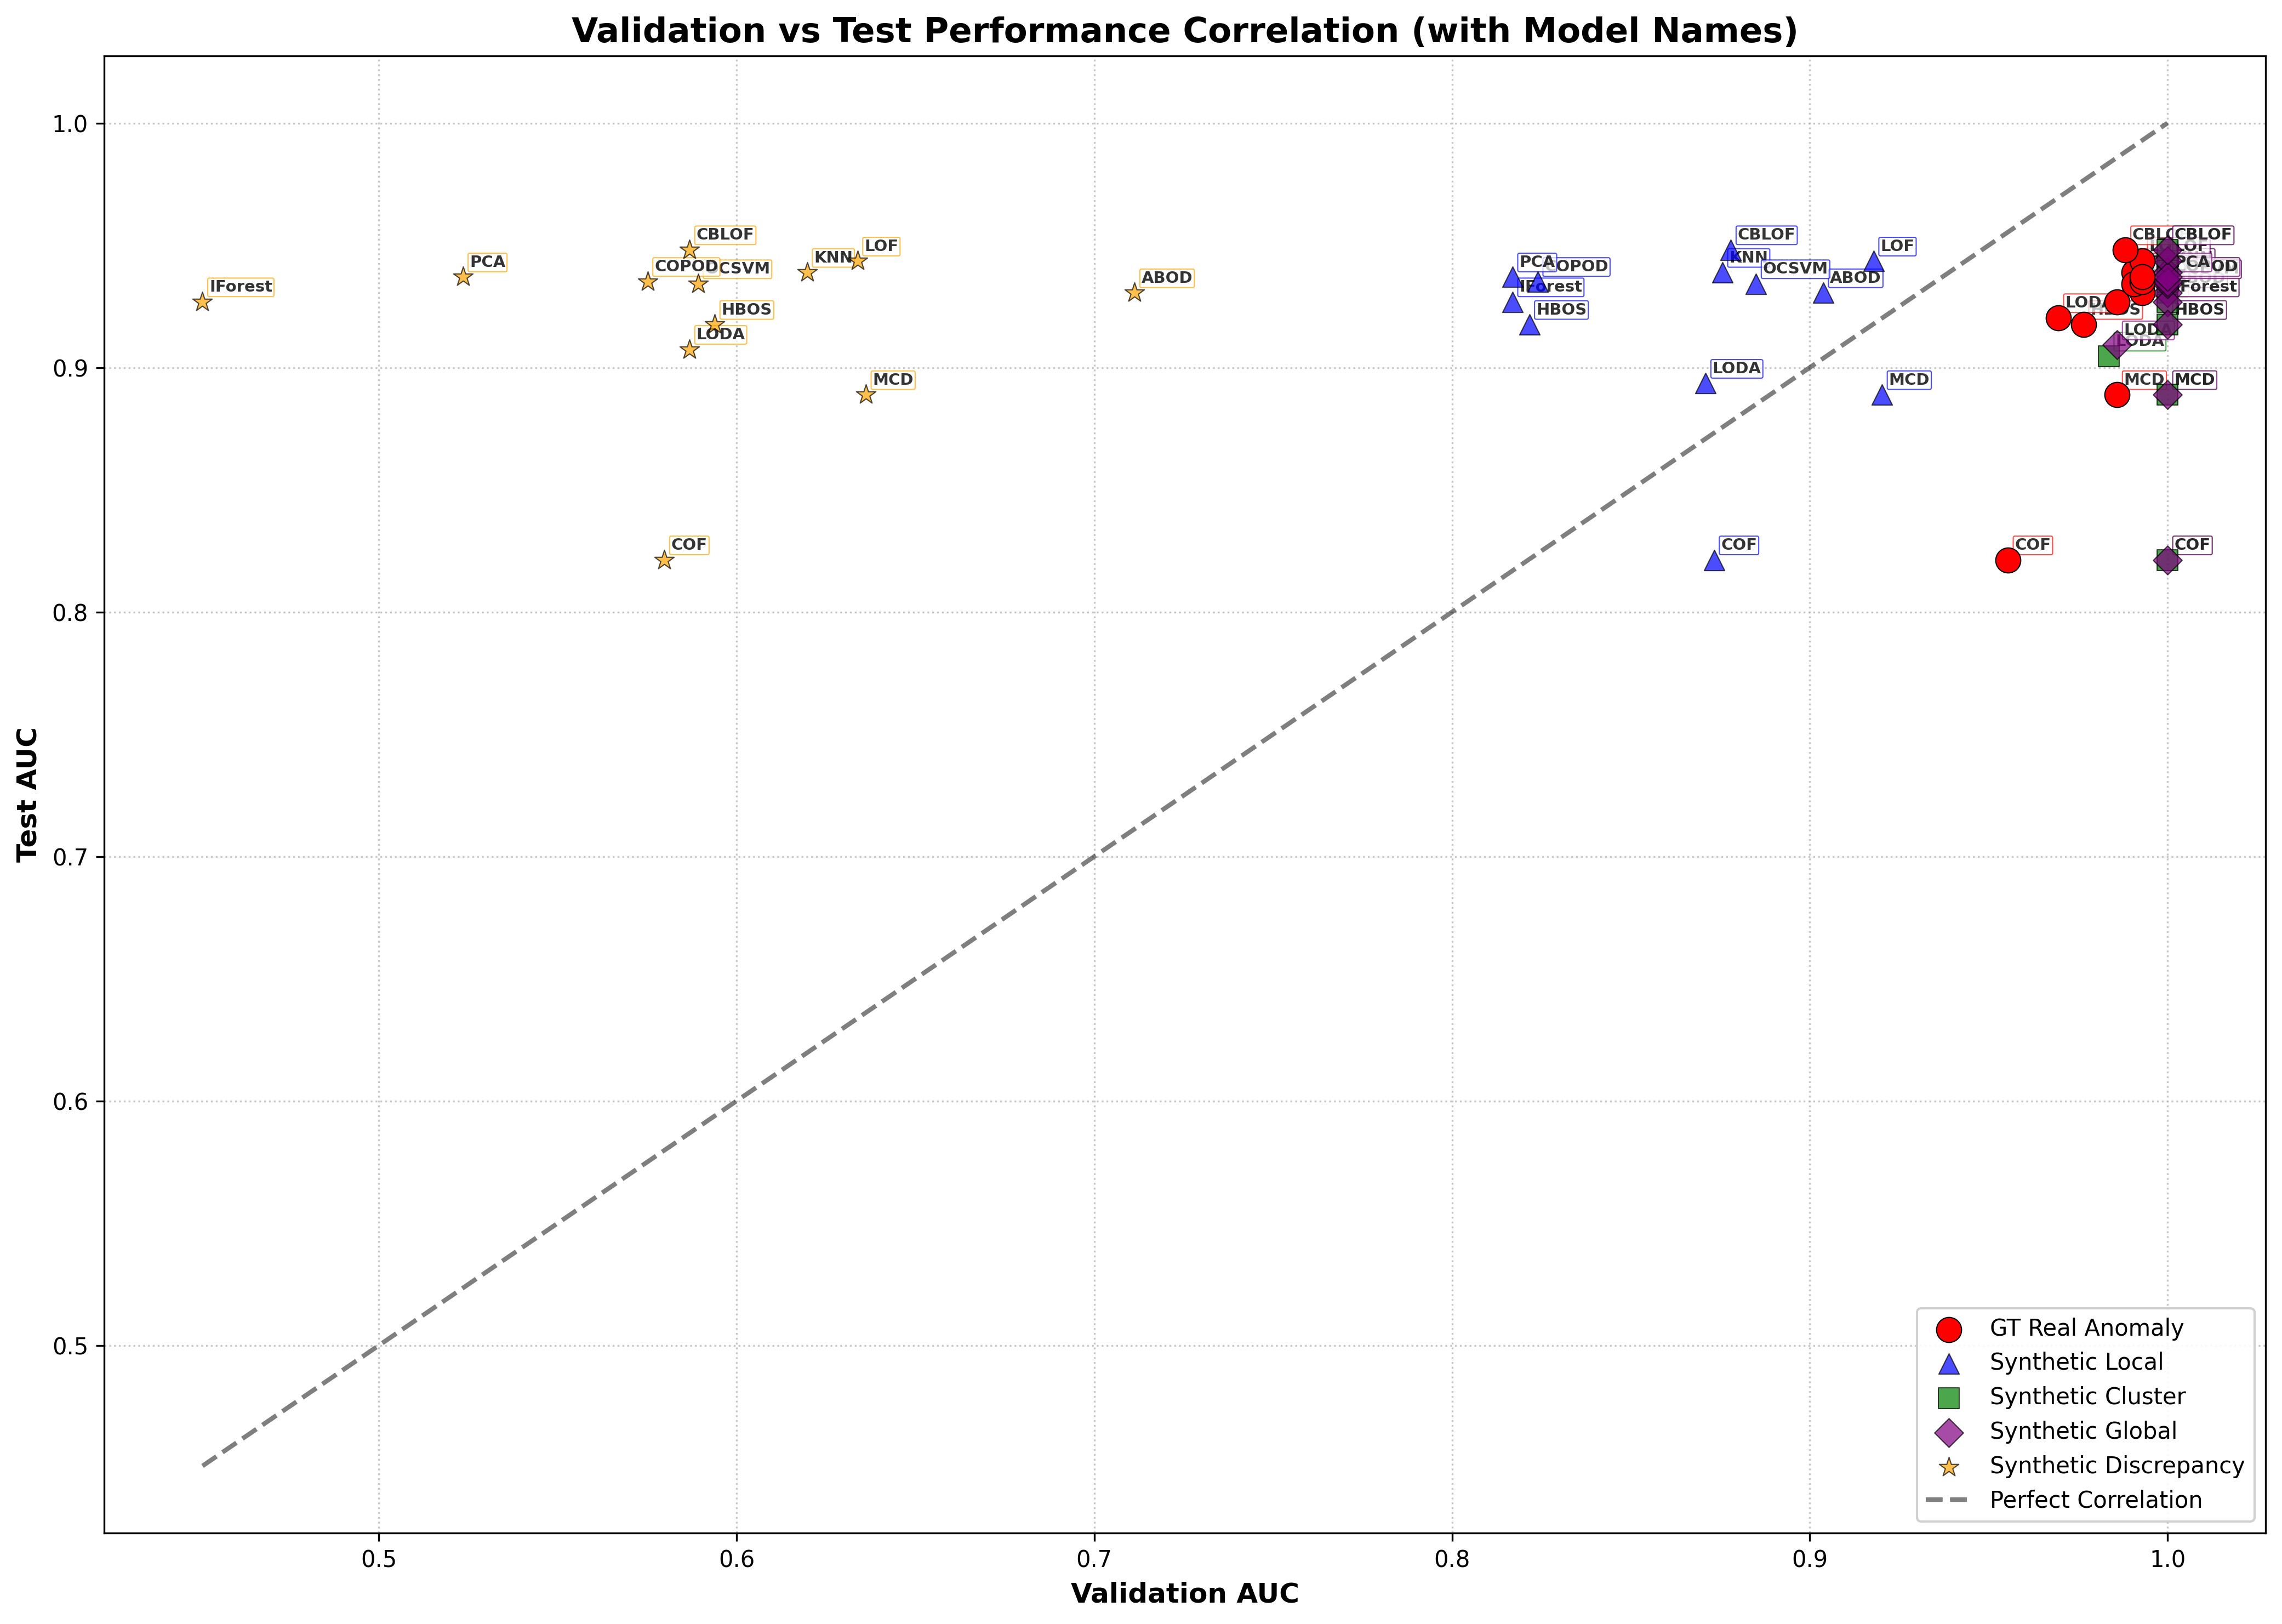 Validation vs Test Performance Correlation (with Model Names)
1.0
0.9
0.8
0.7
0.6
0.5
Test AUC
0.5
0.6
0.7
0.8
0.9
1.0
Validation AUC
IForest
PCA
CBLOF
COPOD
KNN
LOF
HBOS
LODA
MCD
ABOD
COF
CBLOF
KNN
OCSVM
LOF
ABOD
PCA
IForest
HBOS
LODA
MCD
COF
LODA
MCD
COF
CBLOF
PCA
HBOS
LODA
LODA
MCD
COF
GT Real Anomaly
Synthetic Local
Synthetic Cluster
Synthetic Global
Synthetic Discrepancy
Perfect Correlation